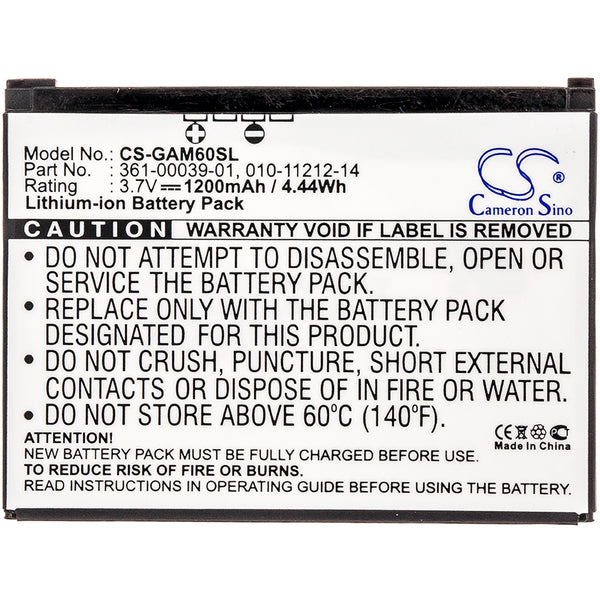 Model No.: CS-GAM60SL
Part No. : 361-00039-01, 010-11212-14
Rating : 3.7V 1200mAh / 4.44Wh
Lithium-ion Battery Pack
CS
Cameron Sino
CAUTION WARRANTY VOID IF LABEL IS REMOVED
• DO NOT ATTEMPT TO DISASSEMBLE, OPEN OR
SERVICE THE BATTERY PACK.
• REPLACE ONLY WITH THE BATTERY PACK
DESIGNATED FOR THIS PRODUCT.
• DO NOT CRUSH, PUNCTURE, SHORT EXTERNAL
CONTACTS OR DISPOSE OF IN FIRE OR WATER.
• DO NOT STORE ABOVE 60°C (140°F).
ATTENTION!
NEW BATTERY PACK MUST BE FULLY CHARGED BEFORE USE
TO REDUCE RISK OF FIRE OR BURNS.
READ INSTRUCTIONS IN OPERATING GUIDE BEFORE USE.
CE
Made In China